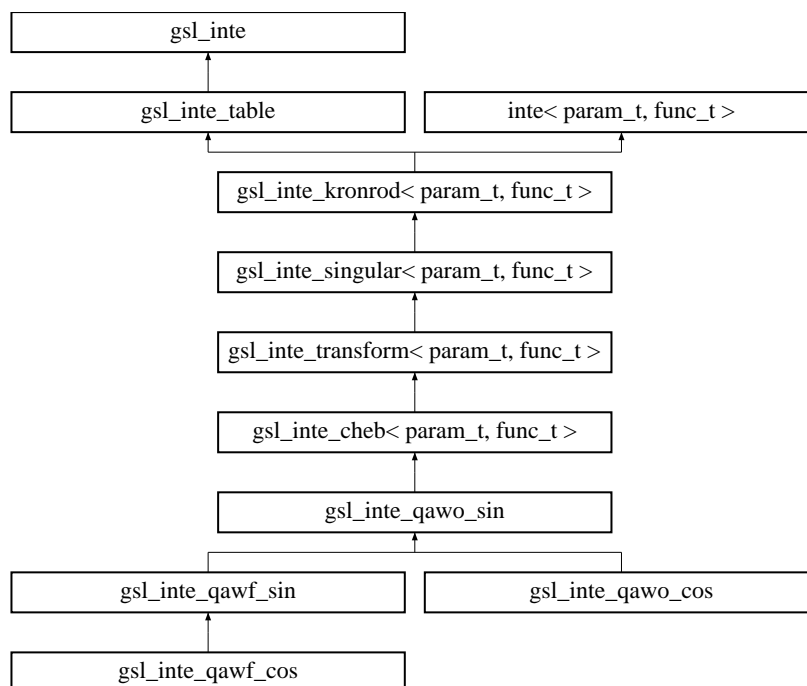 gsl_inte
gsl_inte_table
inte< param_t, func_t >
gsl_inte_kronrod< param_t, func_t >
gsl_inte_singular< param_t, func_t >
gsl_inte_transform< param_t, func_t >
gsl_inte_cheb< param_t, func_t >
gsl_inte_qawo_sin
gsl_inte_qawf_sin
gsl_inte_qawo_cos
gsl_inte_qawf_cos